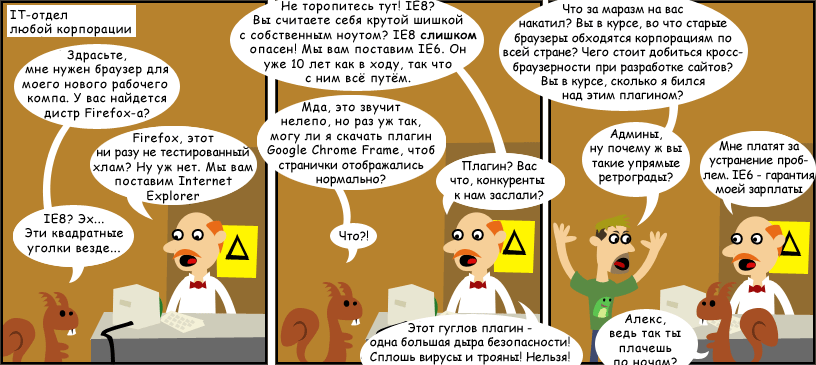 IT-отдел
любой корпорации
Здрасьте,
мне нужен браузер для
моего нового рабочего
компа. У вас найдется
дистр Firefox-а?
Firefox, этот
ни разу не тестированный
хлам? Ну уж нет. Мы вам
поставим Internet
Explorer
IE8? Эх...
Эти квадратные
уголки везде...
Не торопитесь тут! IE8?
Вы считаете себя крутой шишкой
с собственным ноутом? IE8 слишком
опасен! Мы вам поставим IE6. Он
уже 10 лет как в ходу, так что
с ним всё путём.
Мда, это звучит
нелепо, но раз уж так,
могу ли я скачать плагин
Google Chrome Frame, чтоб
странички отображались
нормально?
Плагин? Вас
что, конкуренты
к нам заслали?
Что?!
Этот гуглов плагин -
одна большая дыра безопасности!
Сплошь вирусы и трояны! Нельзя!
Что за маразм на вас
накатил? Вы в курсе, во что старые
браузеры обходятся корпорациям по
всей стране? Чего стоит добиться кросс-
браузерности при разработке сайтов?
Вы в курсе, сколько я бился
над этим плагином?
Админы,
ну почему ж вы
такие упрямые
ретрограды?
Мне платят за
устранение проб-
лем. IE6 - гарантия
моей зарплаты
Алекс,
ведь так ты
плачешь
по ночам?